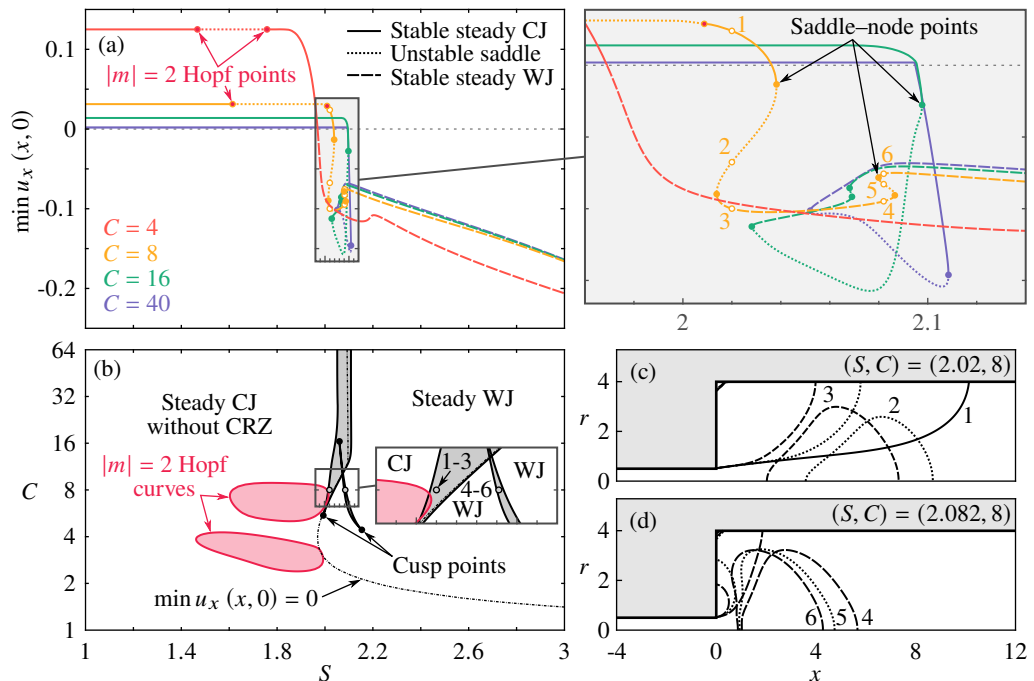 0.1
0
-0.1
-0.2
min u_x (x, 0)
(a)
Stable steady CJ
Unstable saddle
Stable steady WJ
|m| = 2 Hopf points
C = 4
C = 8
C = 16
C = 40
Saddle–node points
1
2
3
4
5
6
2
2.1
(b)
64
32
16
8
4
2
1
C
Steady CJ
without CRZ
Steady WJ
|m| = 2 Hopf
curves
CJ
1-3
WJ
4-6
WJ
Cusp points
min u_x (x, 0) = 0
1
1.4
1.8
2.2
2.6
3
S
(c)
(S, C) = (2.02, 8)
4
2
0
r
3
2
1
(d)
(S, C) = (2.082, 8)
4
2
0
r
6
5
4
-4
0
4
8
12
x